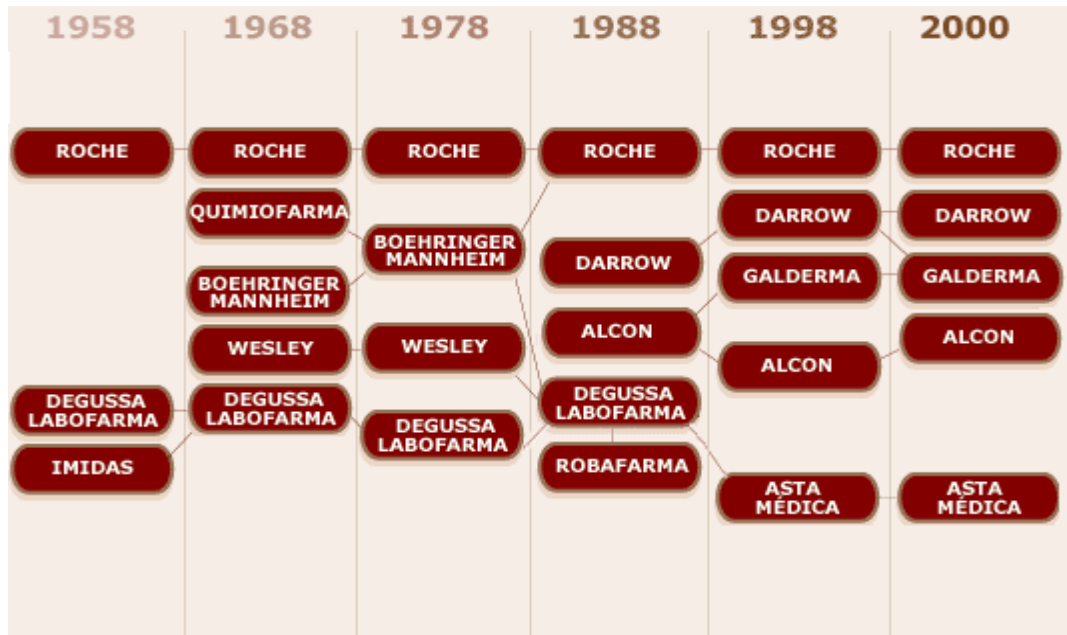 1958 1968 1978 1988 1998 2000
ROCHE ROCHE ROCHE ROCHE ROCHE ROCHE
QUIMIOFARMA
DARROW DARROW
BOEHRINGER
MANNHEIM
DARROW
GALDERMA GALDERMA
BOEHRINGER
MANNHEIM
ALCON
ALCON
WESLEY WESLEY
ALCON
DEGUSSA
LABOFARMA
DEGUSSA
LABOFARMA
DEGUSSA
LABOFARMA
DEGUSSA
LABOFARMA
IMIDAS
ROBAFARMA
ASTA
MÉDICA
ASTA
MÉDICA